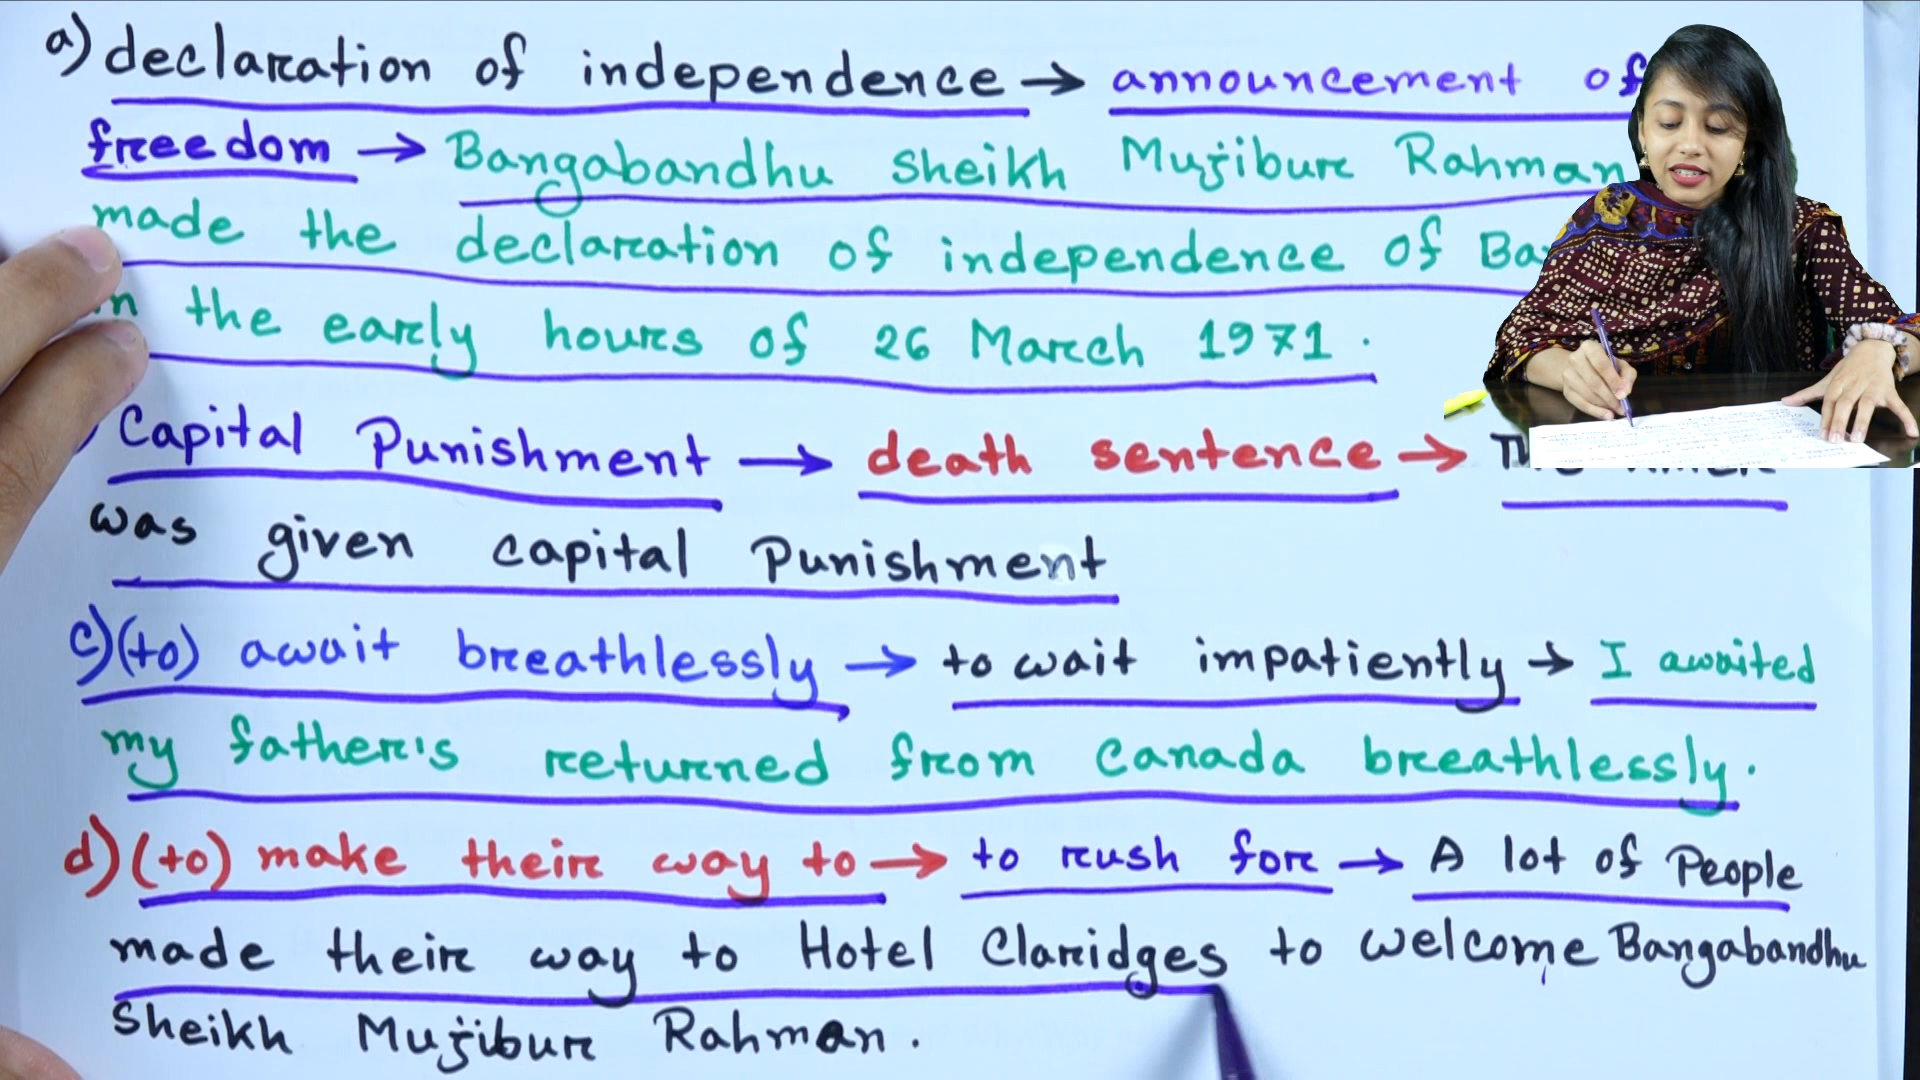 a) declaration of independence → announcement of
freedom → Bangabandhu Sheikh Mujibur Rahman
made the declaration of independence of
in the early hours of 26 March 1971.
Capital Punishment → death sentence →
was given capital Punishment
c) (to) await breathlessly → to wait impatiently → I awaited
my father's returned from Canada breathlessly.
d) (to) make their way to → to rush for → A lot of People
made their way to Hotel Claridges to welcome Bangabandhu
Sheikh Mujibur Rahman.